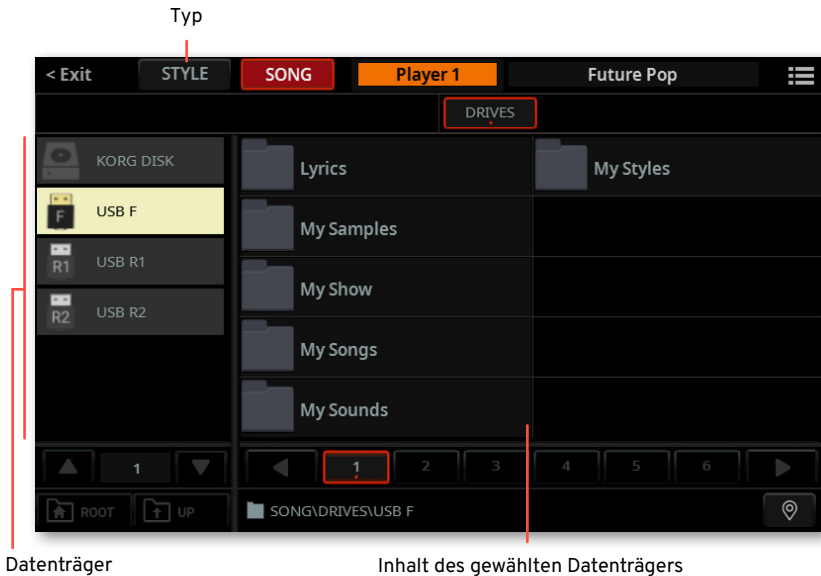 Typ
< Exit STYLE SONG Player 1 Future Pop
DRIVES
KORG DISK Lyrics My Styles
F USB F My Samples
R1 USB R1 My Show
R2 USB R2 My Songs
My Sounds
1 1 2 3 4 5 6
ROOT UP SONG\DRIVES\USB F
Datenträger Inhalt des gewählten Datenträgers